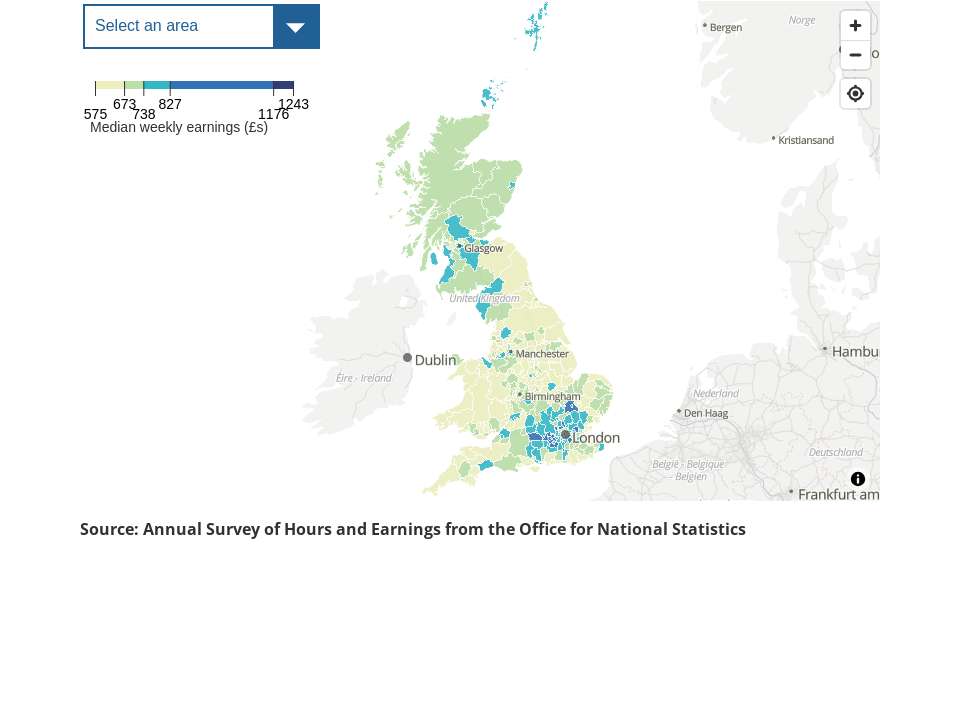 Select an area
575 673 738 827 1176 1243
Median weekly earnings (£s)
Bergen
Norge
o
Kristiansand
Glasgow
United Kingdom
Dublin
Manchester
Éire - Ireland
Birmingham
London
Hambu
Nederland
Den Haag
België - Belgique
- Belgien
Deutschland
Frankfurt am
Source: Annual Survey of Hours and Earnings from the Office for National Statistics